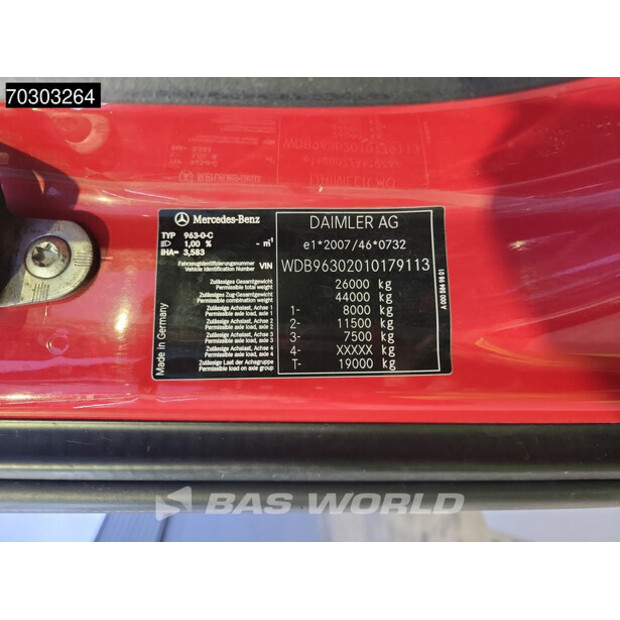 70303264
Mercedes-Benz
DAIMLER AG
TYP 963-0-C
1,00 % - m⁻¹
IHA= 3,583
e1*2007/46*0732
Fahrzeugidentifizierungsnummer
Vehicle Identification Number VIN
WDB96302010179113
Zulässiges Gesamtgewicht
Permissible total weight
26000 kg
Zulässiges Zug-Gesamtgewicht
Permissible combination weight
44000 kg
Zulässige Achslast, Achse 1
Permissible axle load, axle 1
1- 8000 kg
Zulässige Achslast, Achse 2
Permissible axle load, axle 2
2- 11500 kg
Zulässige Achslast, Achse 3
Permissible axle load, axle 3
3- 7500 kg
Zulässige Achslast, Achse 4
Permissible axle load, axle 4
4- XXXXX kg
Zulässige Last der Achsgruppe
Permissible load on axle group
T- 19000 kg
Made in Germany
BAS WORLD